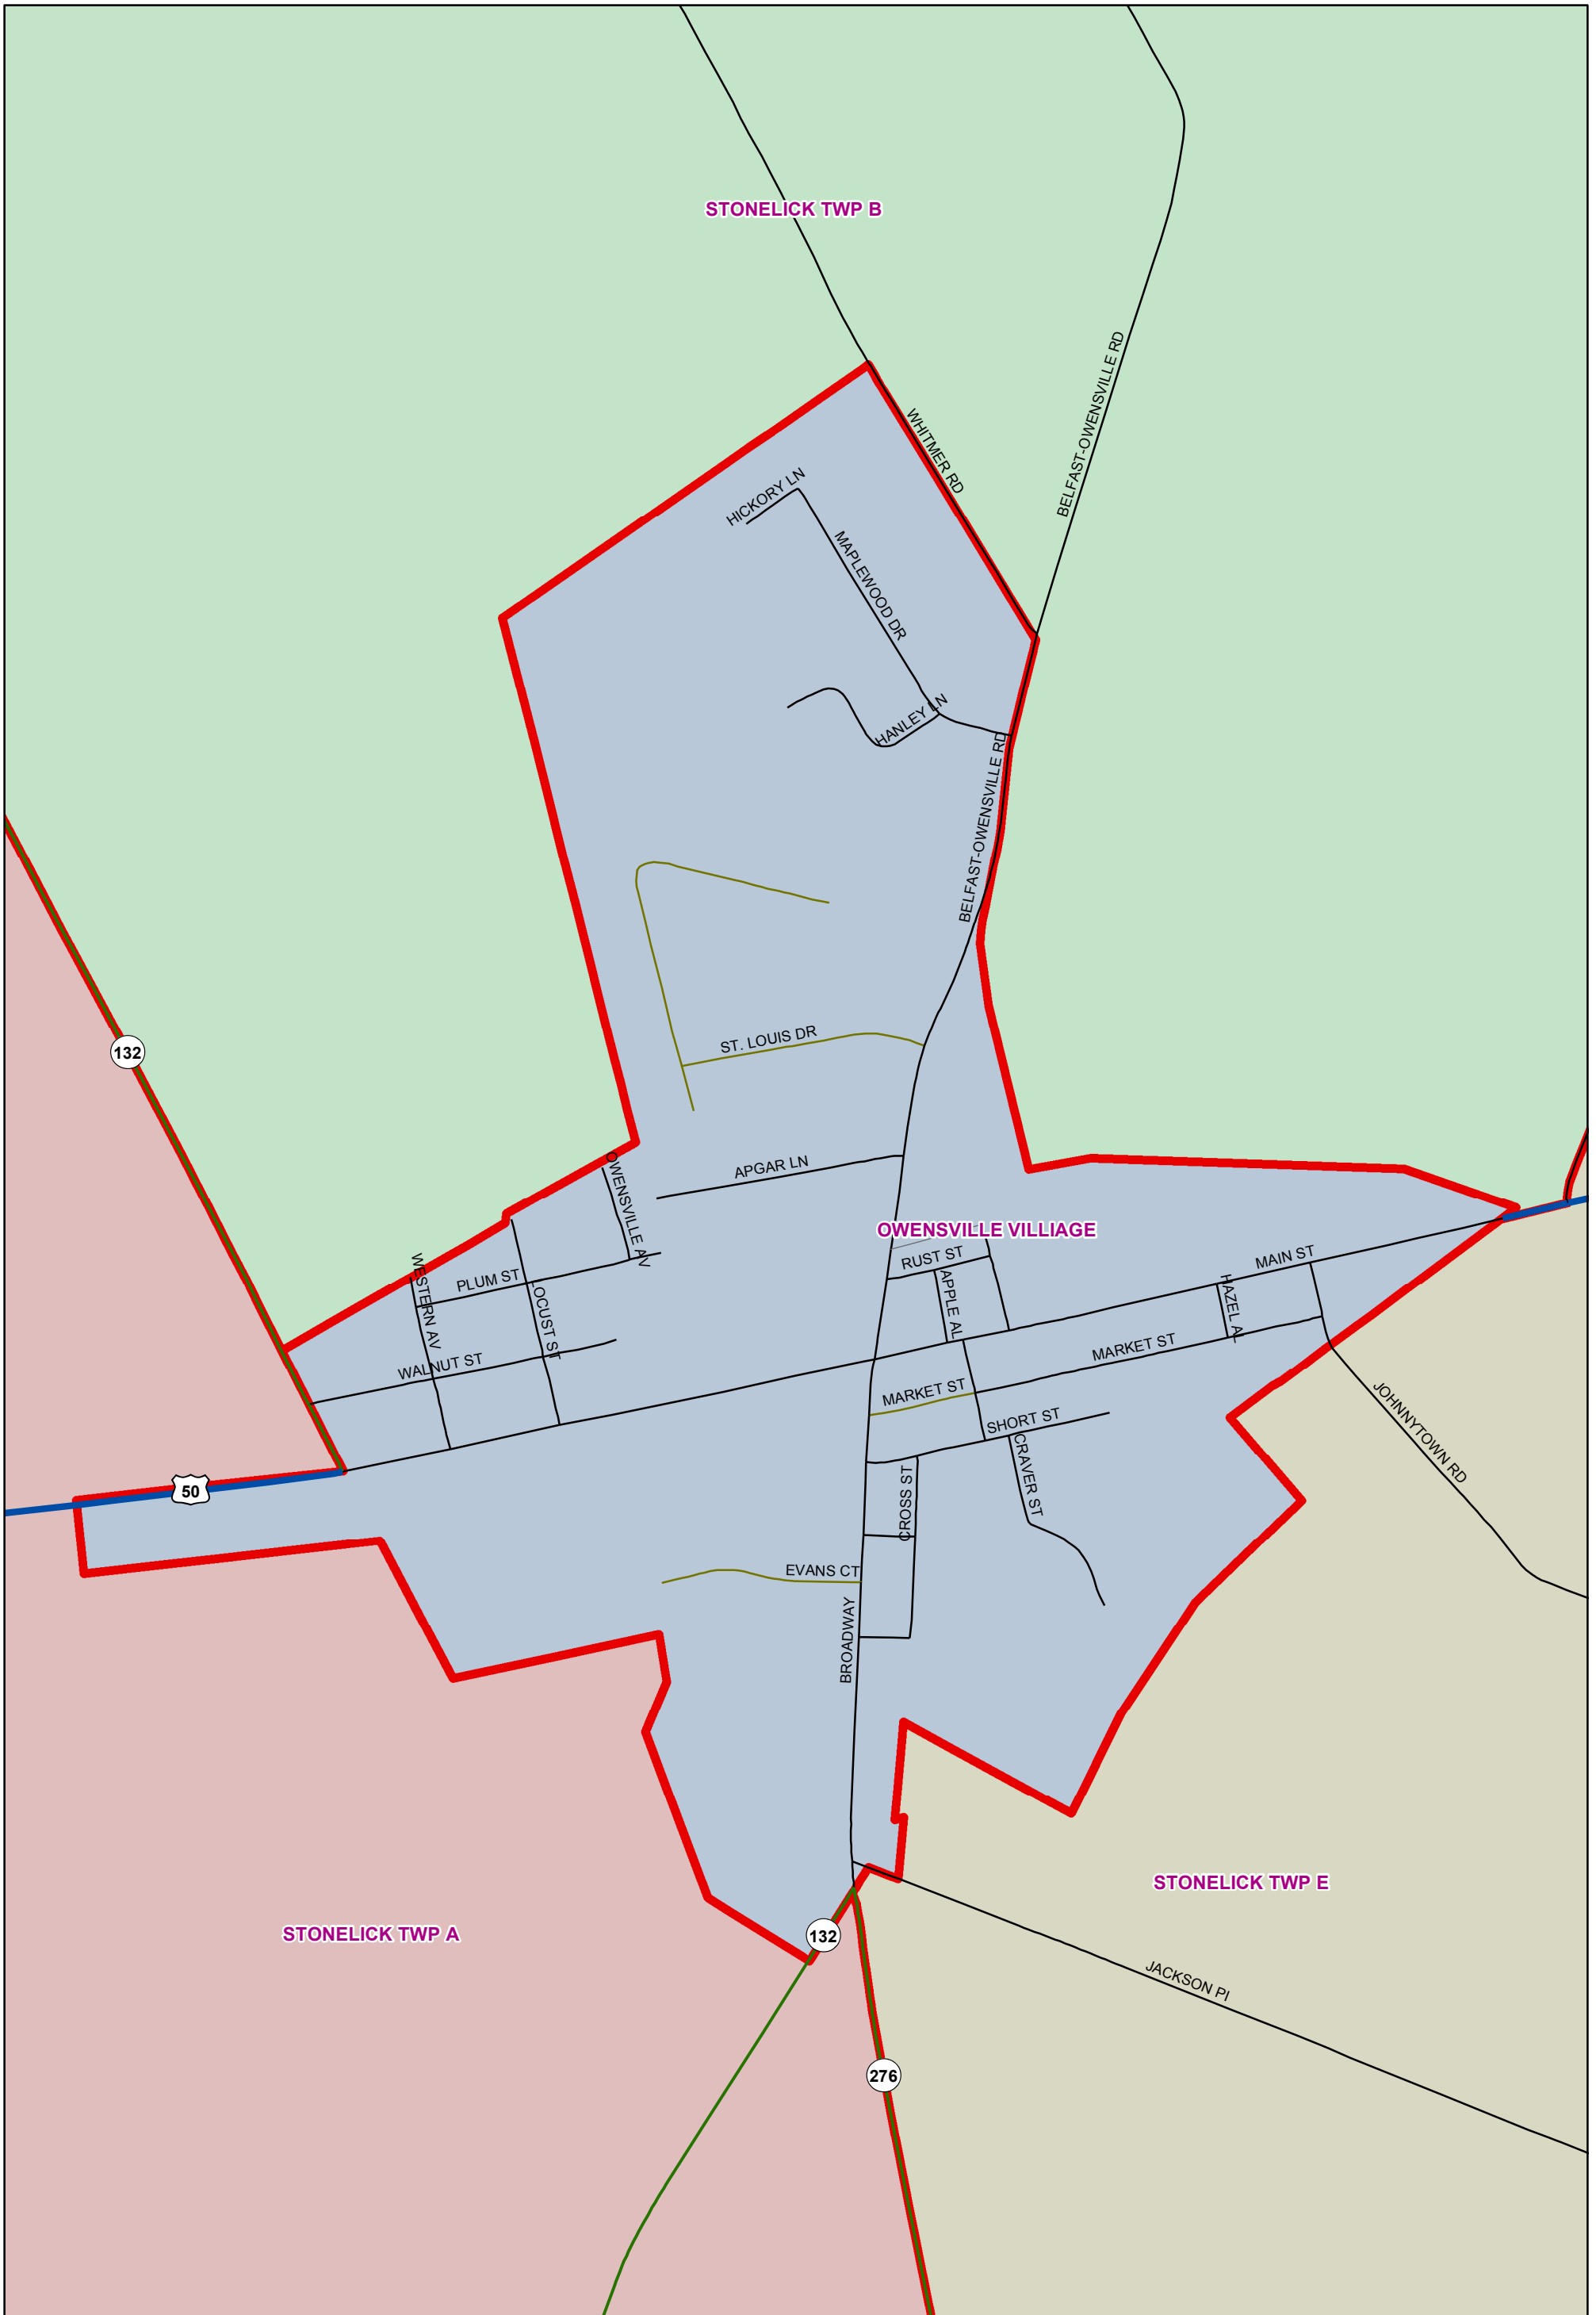 STONELICK TWP B
BELFAST-OWENSVILLE RD
WHITMER RD
HICKORY LN
MAPLEWOOD DR
HANLEY LN
BELFAST-OWENSVILLE RD
ST. LOUIS DR
132
APGAR LN
OWENSVILLE AV
OWENSVILLE VILLIAGE
RUST ST
MAIN ST
WESTERN AV
PLUM ST
LOCUST ST
APPLE AL
HAZEL AL
WALNUT ST
MARKET ST
MARKET ST
SHORT ST
JOHNNYTOWN RD
CRAVER ST
50
CROSS ST
EVANS CT
BROADWAY
STONELICK TWP E
STONELICK TWP A
132
JACKSON PI
276